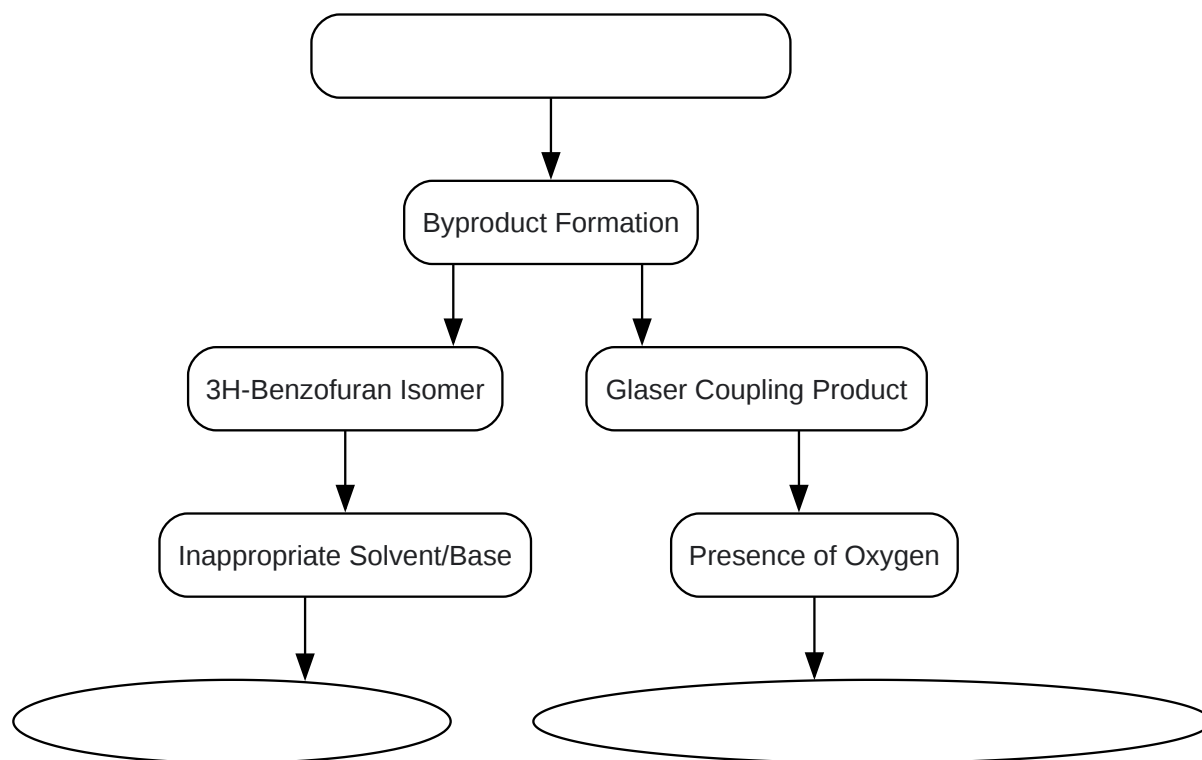 Byproduct Formation
3H-Benzofuran Isomer
Glaser Coupling Product
Inappropriate Solvent/Base
Presence of Oxygen